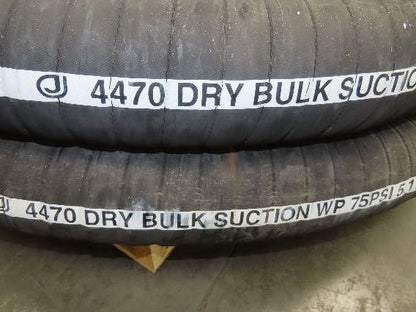 4470 DRY BULK SUCTIO
4470 DRY BULK SUCTION WP 75PSI 5.1